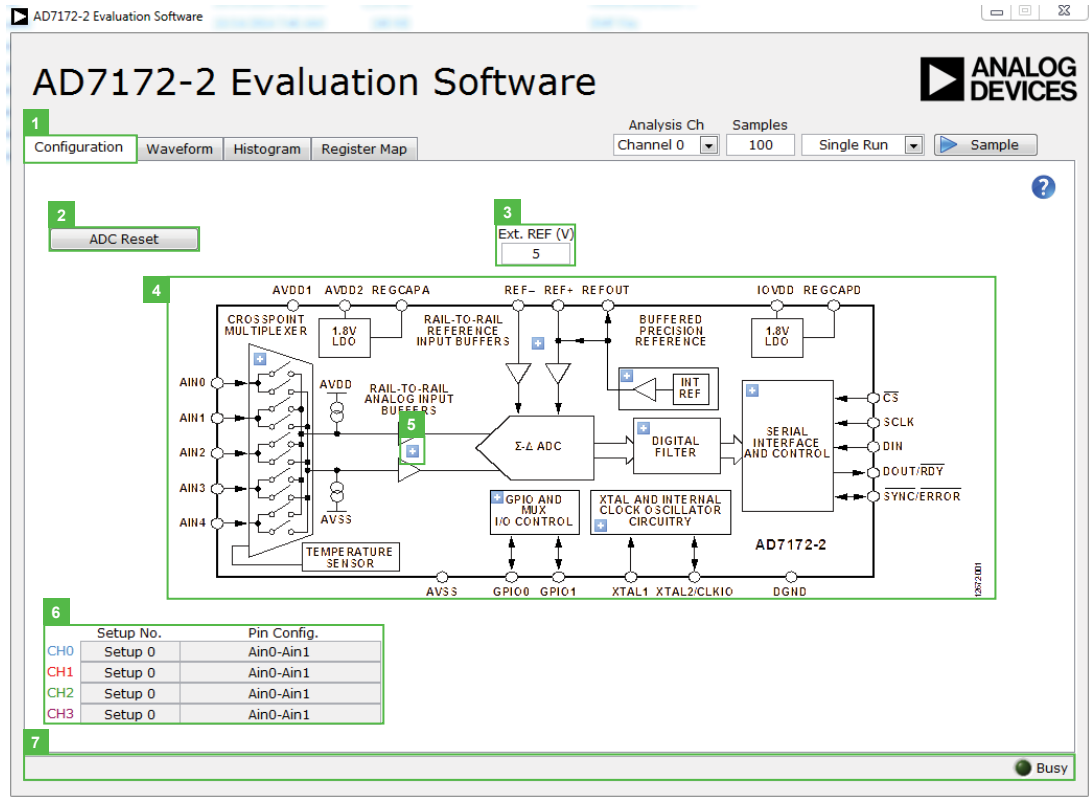 AD7172-2 Evaluation Software
AD7172-2 Evaluation Software
ANALOG
DEVICES
1
Configuration
Waveform
Histogram
Register Map
Analysis Ch
Channel 0
Samples
100
Single Run
Sample
?
2
ADC Reset
3
Ext. REF (V)
5
4
AVDD1 AVDD2 REGCAPA REF– REF+ REFOUT IOVDD REGCAPD
CROSSPOINT
MULTIPLEXER
1.8V
LDO
RAIL-TO-RAIL
REFERENCE
INPUT BUFFERS
BUFFERED
PRECISION
REFERENCE
1.8V
LDO
INT
REF
AIN0
AIN1
AIN2
AIN3
AIN4
AVDD
RAIL-TO-RAIL
ANALOG INPUT
BUFFERS
5
AVSS
Σ-Δ ADC
DIGITAL
FILTER
SERIAL
INTERFACE
AND CONTROL
CS
SCLK
DIN
DOUT/RDY
SYNC/ERROR
GPIO AND
MUX
I/O CONTROL
XTAL AND INTERNAL
CLOCK OSCILLATOR
CIRCUITRY
AD7172-2
TEMPERATURE
SENSOR
AVSS GPIO0 GPIO1 XTAL1 XTAL2/CLKIO DGND
12672-001
6
Setup No. Pin Config.
CH0 Setup 0 Ain0-Ain1
CH1 Setup 0 Ain0-Ain1
CH2 Setup 0 Ain0-Ain1
CH3 Setup 0 Ain0-Ain1
7
Busy